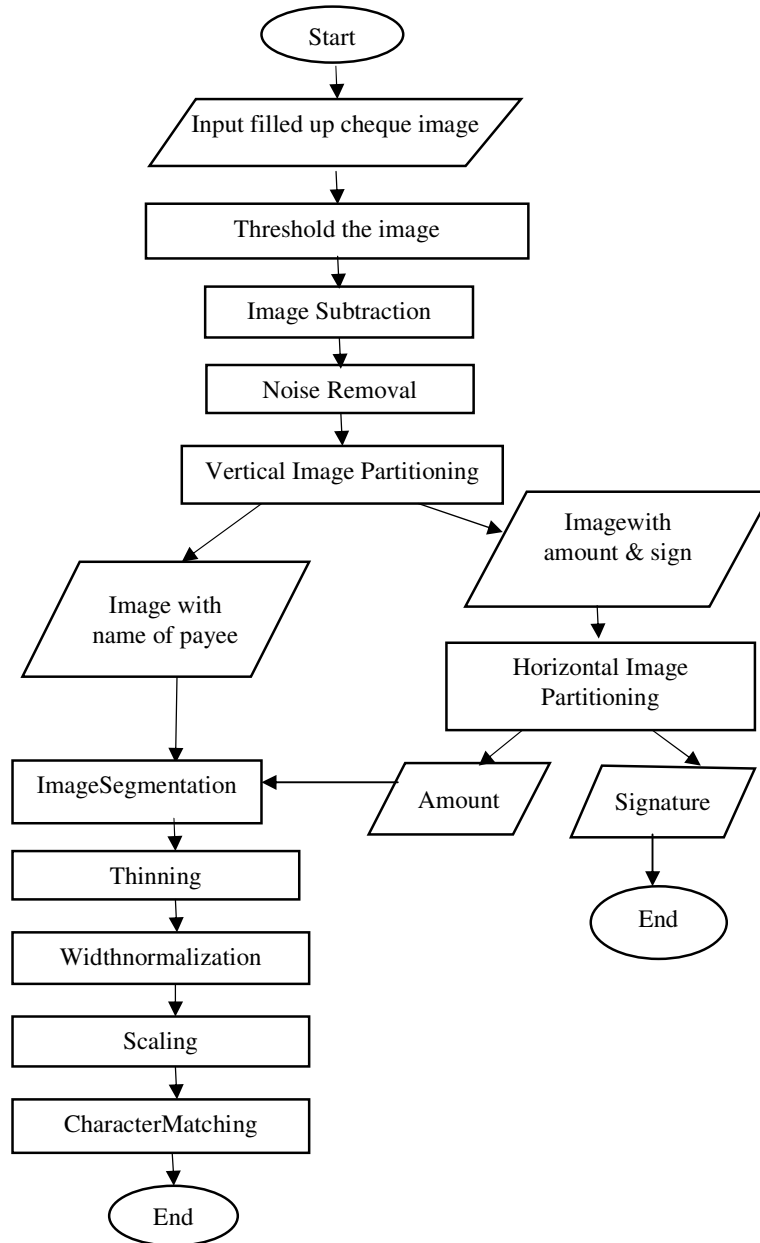 Start
Input filled up cheque image
Threshold the image
Image Subtraction
Noise Removal
Vertical Image Partitioning
Imagewith
amount & sign
Image with
name of payee
Horizontal Image
Partitioning
ImageSegmentation
Amount
Signature
Thinning
End
Widthnormalization
Scaling
CharacterMatching
End